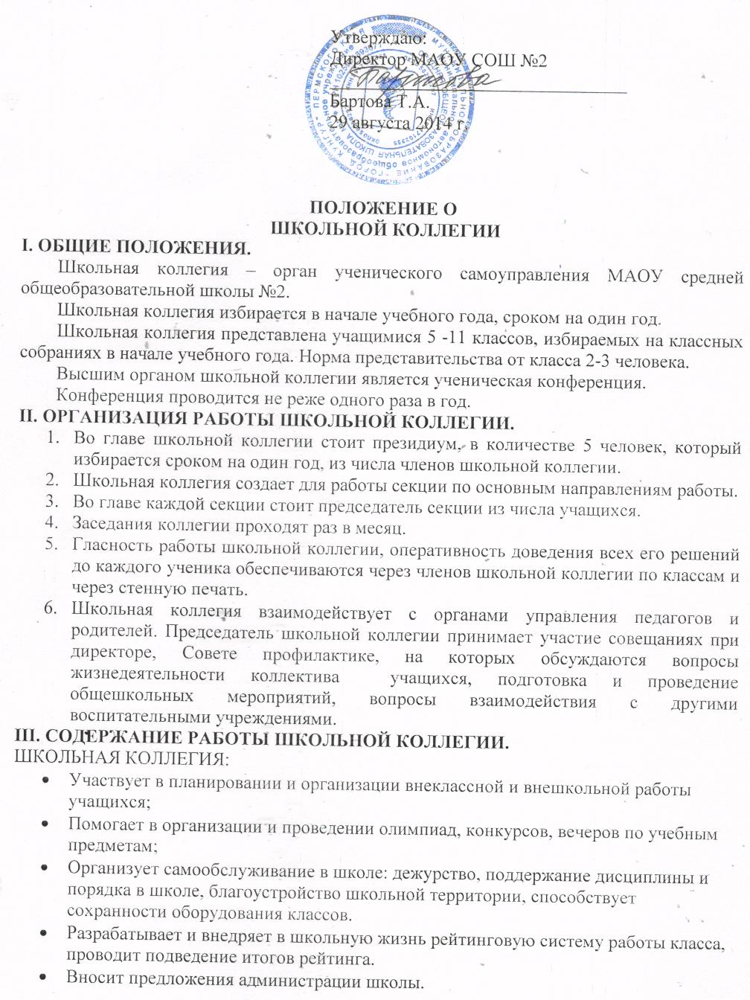 Утверждаю:
Директор МАОУ СОШ №2
Бартова Т.А.
29 августа 2014 г.
ПОЛОЖЕНИЕ О
ШКОЛЬНОЙ КОЛЛЕГИИ
I. ОБЩИЕ ПОЛОЖЕНИЯ.
Школьная коллегия – орган ученического самоуправления МАОУ средней
общеобразовательной школы №2.
Школьная коллегия избирается в начале учебного года, сроком на один год.
Школьная коллегия представлена учащимися 5 -11 классов, избираемых на классных
собраниях в начале учебного года. Норма представительства от класса 2-3 человека.
Высшим органом школьной коллегии является ученическая конференция.
Конференция проводится не реже одного раза в год.
II. ОРГАНИЗАЦИЯ РАБОТЫ ШКОЛЬНОЙ КОЛЛЕГИИ.
1. Во главе школьной коллегии стоит президиум, в количестве 5 человек, который
избирается сроком на один год, из числа членов школьной коллегии.
2. Школьная коллегия создает для работы секции по основным направлениям работы.
3. Во главе каждой секции стоит председатель секции из числа учащихся.
4. Заседания коллегии проходят раз в месяц.
5. Гласность работы школьной коллегии, оперативность доведения всех его решений
до каждого ученика обеспечиваются через членов школьной коллегии по классам и
через стенную печать.
6. Школьная коллегия взаимодействует с органами управления педагогов и
родителей. Председатель школьной коллегии принимает участие совещаниях при
директоре, Совете профилактике, на которых обсуждаются вопросы
жизнедеятельности коллектива учащихся, подготовка и проведение
общешкольных мероприятий, вопросы взаимодействия с другими
воспитательными учреждениями.
III. СОДЕРЖАНИЕ РАБОТЫ ШКОЛЬНОЙ КОЛЛЕГИИ.
ШКОЛЬНАЯ КОЛЛЕГИЯ:
• Участвует в планировании и организации внеклассной и внешкольной работы
учащихся;
• Помогает в организации и проведении олимпиад, конкурсов, вечеров по учебным
предметам;
• Организует самообслуживание в школе: дежурство, поддержание дисциплины и
порядка в школе, благоустройство школьной территории, способствует
сохранности оборудования классов.
• Разрабатывает и внедряет в школьную жизнь рейтинговую систему работы класса,
проводит подведение итогов рейтинга.
• Вносит предложения администрации школы.